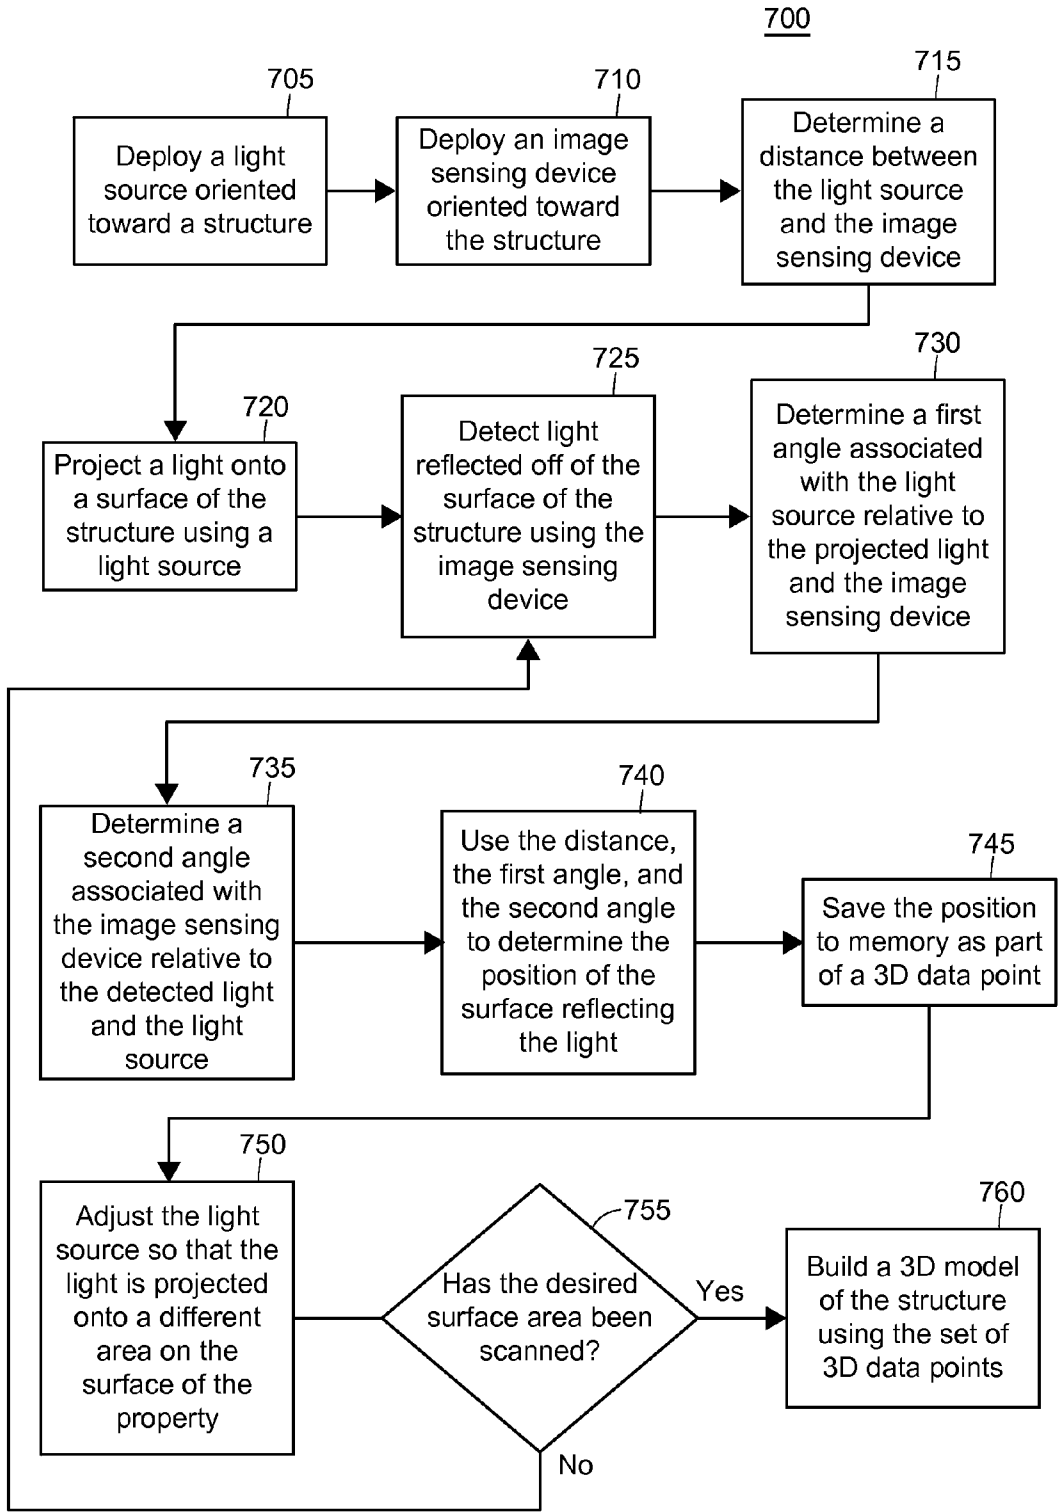 700
705
Deploy a light
source oriented
toward a structure
710
Deploy an image
sensing device
oriented toward
the structure
715
Determine a
distance between
the light source
and the image
sensing device
720
Project a light onto
a surface of the
structure using a
light source
725
Detect light
reflected off of the
surface of the
structure using the
image sensing
device
730
Determine a first
angle associated
with the light
source relative to
the projected light
and the image
sensing device
735
Determine a
second angle
associated with
the image sensing
device relative to
the detected light
and the light
source
740
Use the distance,
the first angle, and
the second angle
to determine the
position of the
surface reflecting
the light
745
Save the position
to memory as part
of a 3D data point
750
Adjust the light
source so that the
light is projected
onto a different
area on the
surface of the
property
755
Has the desired
surface area been
scanned?
Yes
No
760
Build a 3D model
of the structure
using the set of
3D data points